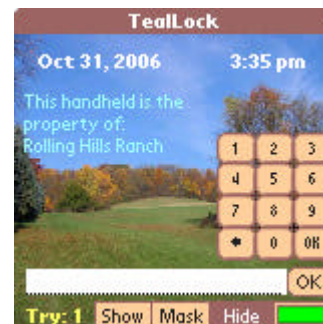 TealLock
Oct 31, 2006 3:35 pm
This handheld is the
property of:
Rolling Hills Ranch
1 2 3
4 5 6
7 8 9
0 OK
OK
Try: 1 Show Mask Hide